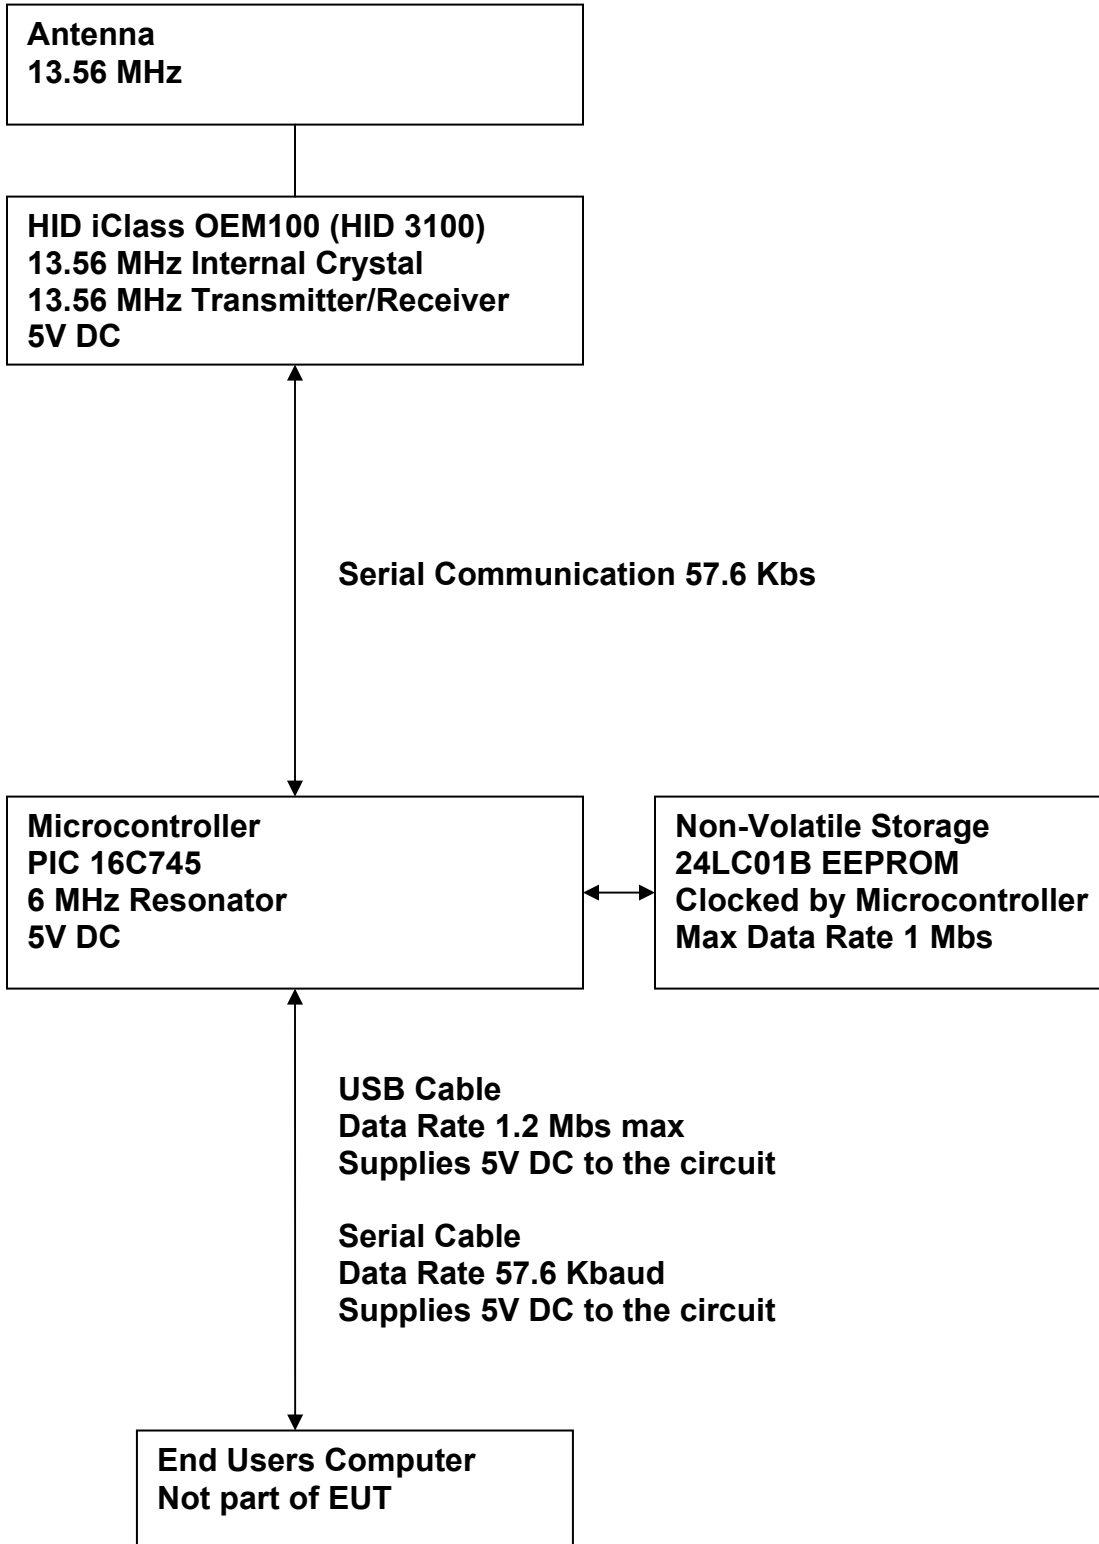 Antenna
13.56 MHz
HID iClass OEM100 (HID 3100)
13.56 MHz Internal Crystal
13.56 MHz Transmitter/Receiver
5V DC
Serial Communication 57.6 Kbs
Microcontroller
PIC 16C745
6 MHz Resonator
5V DC
Non-Volatile Storage
24LC01B EEPROM
Clocked by Microcontroller
Max Data Rate 1 Mbs
USB Cable
Data Rate 1.2 Mbs max
Supplies 5V DC to the circuit
Serial Cable
Data Rate 57.6 Kbaud
Supplies 5V DC to the circuit
End Users Computer
Not part of EUT